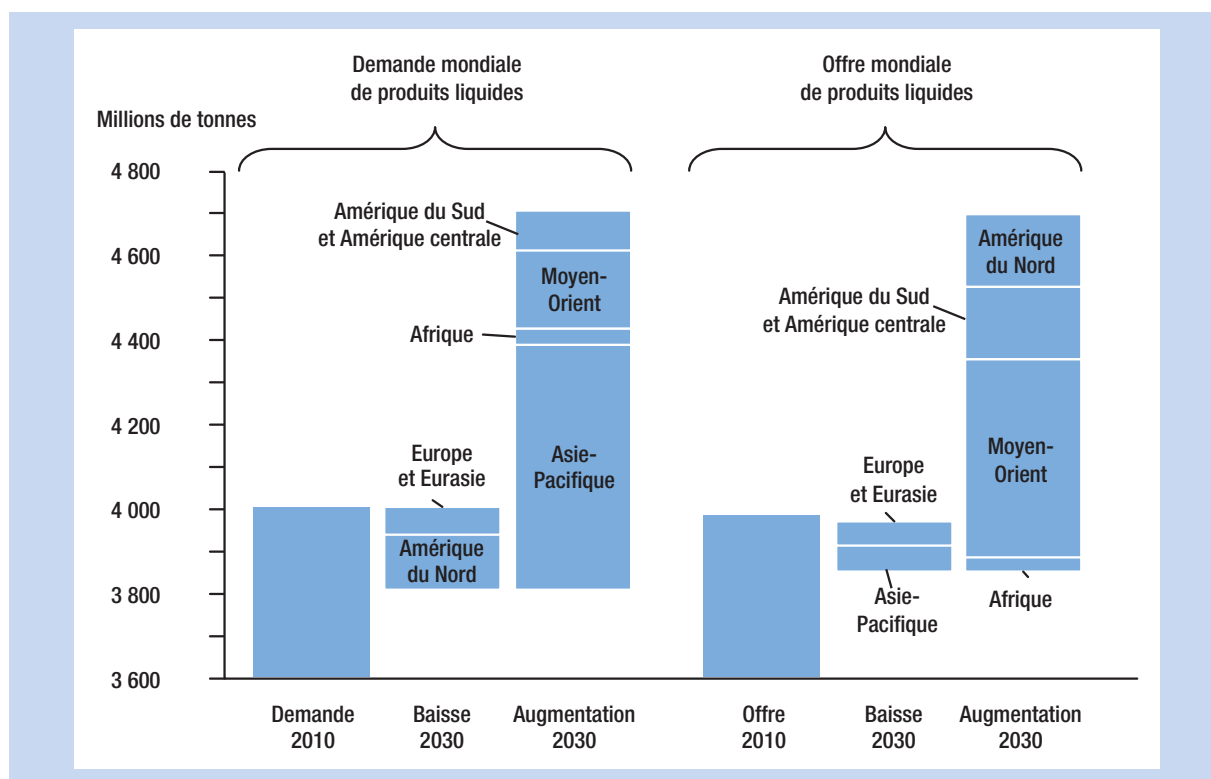 Demande mondiale
de produits liquides
Offre mondiale
de produits liquides
Millions de tonnes
4 800
4 600
4 400
4 200
4 000
3 800
3 600
Amérique du Sud
et Amérique centrale
Moyen-
Orient
Afrique
Asie-
Pacifique
Europe
et Eurasie
Amérique
du Nord
Amérique
du Nord
Amérique du Sud
et Amérique centrale
Moyen-
Orient
Europe
et Eurasie
Asie-
Pacifique
Afrique
Demande
2010
Baisse
2030
Augmentation
2030
Offre
2010
Baisse
2030
Augmentation
2030